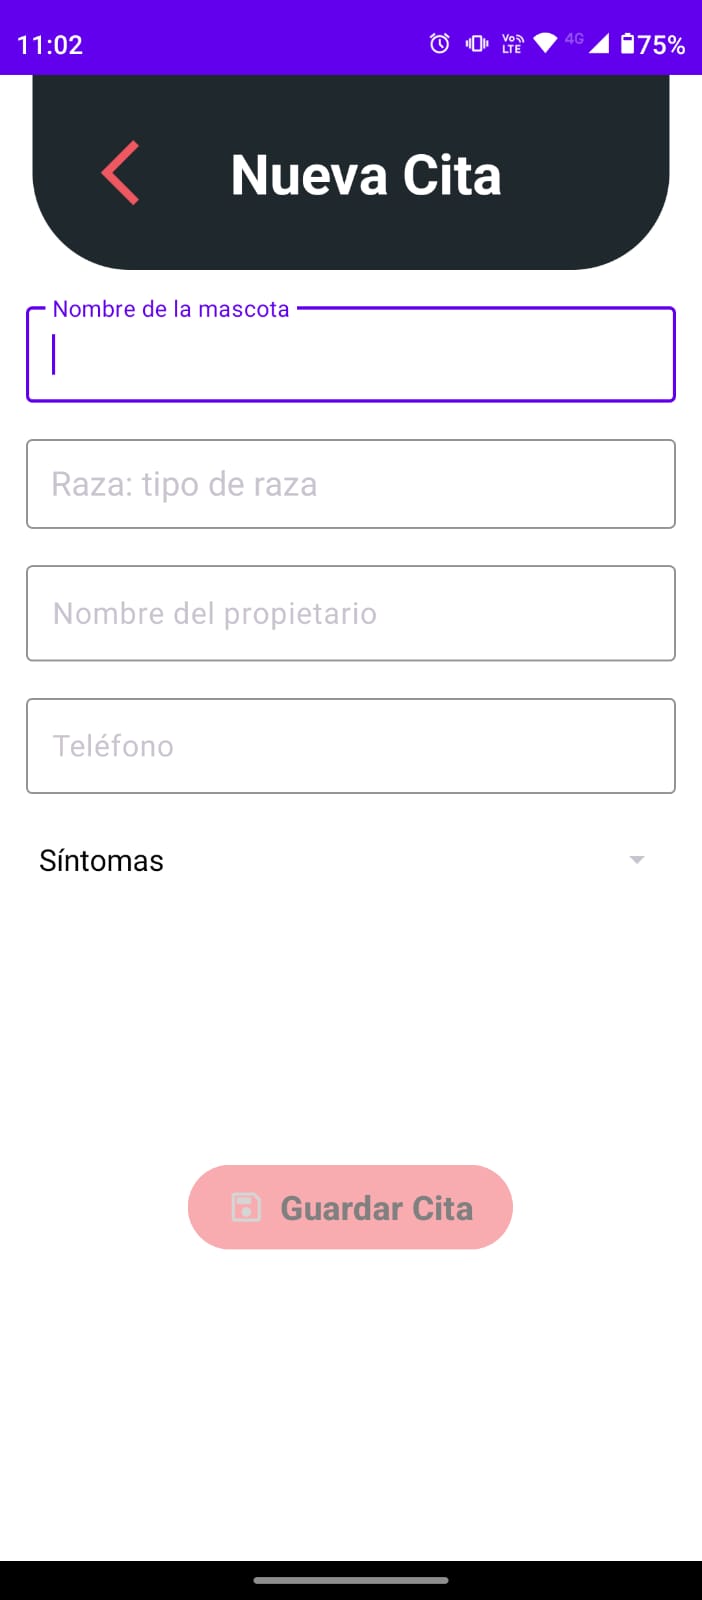 11:02 Vo LTE 4G 75%
Nueva Cita
Nombre de la mascota
Raza: tipo de raza
Nombre del propietario
Teléfono
Síntomas
Guardar Cita